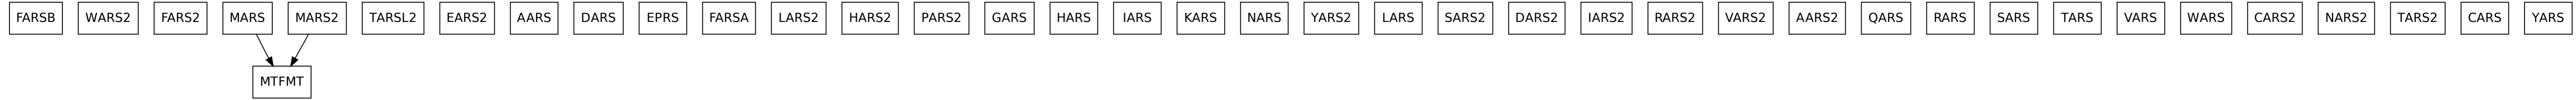 FARSB WARS2 FARS2 MARS MARS2 TARSL2 EARS2 AARS DARS EPRS FARSA LARS2 HARS2 PARS2 GARS HARS IARS KARS NARS YARS2 LARS SARS2 DARS2 IARS2 RARS2 VARS2 AARS2 QARS RARS SARS TARS VARS WARS CARS2 NARS2 TARS2 CARS YARS
MTFMT